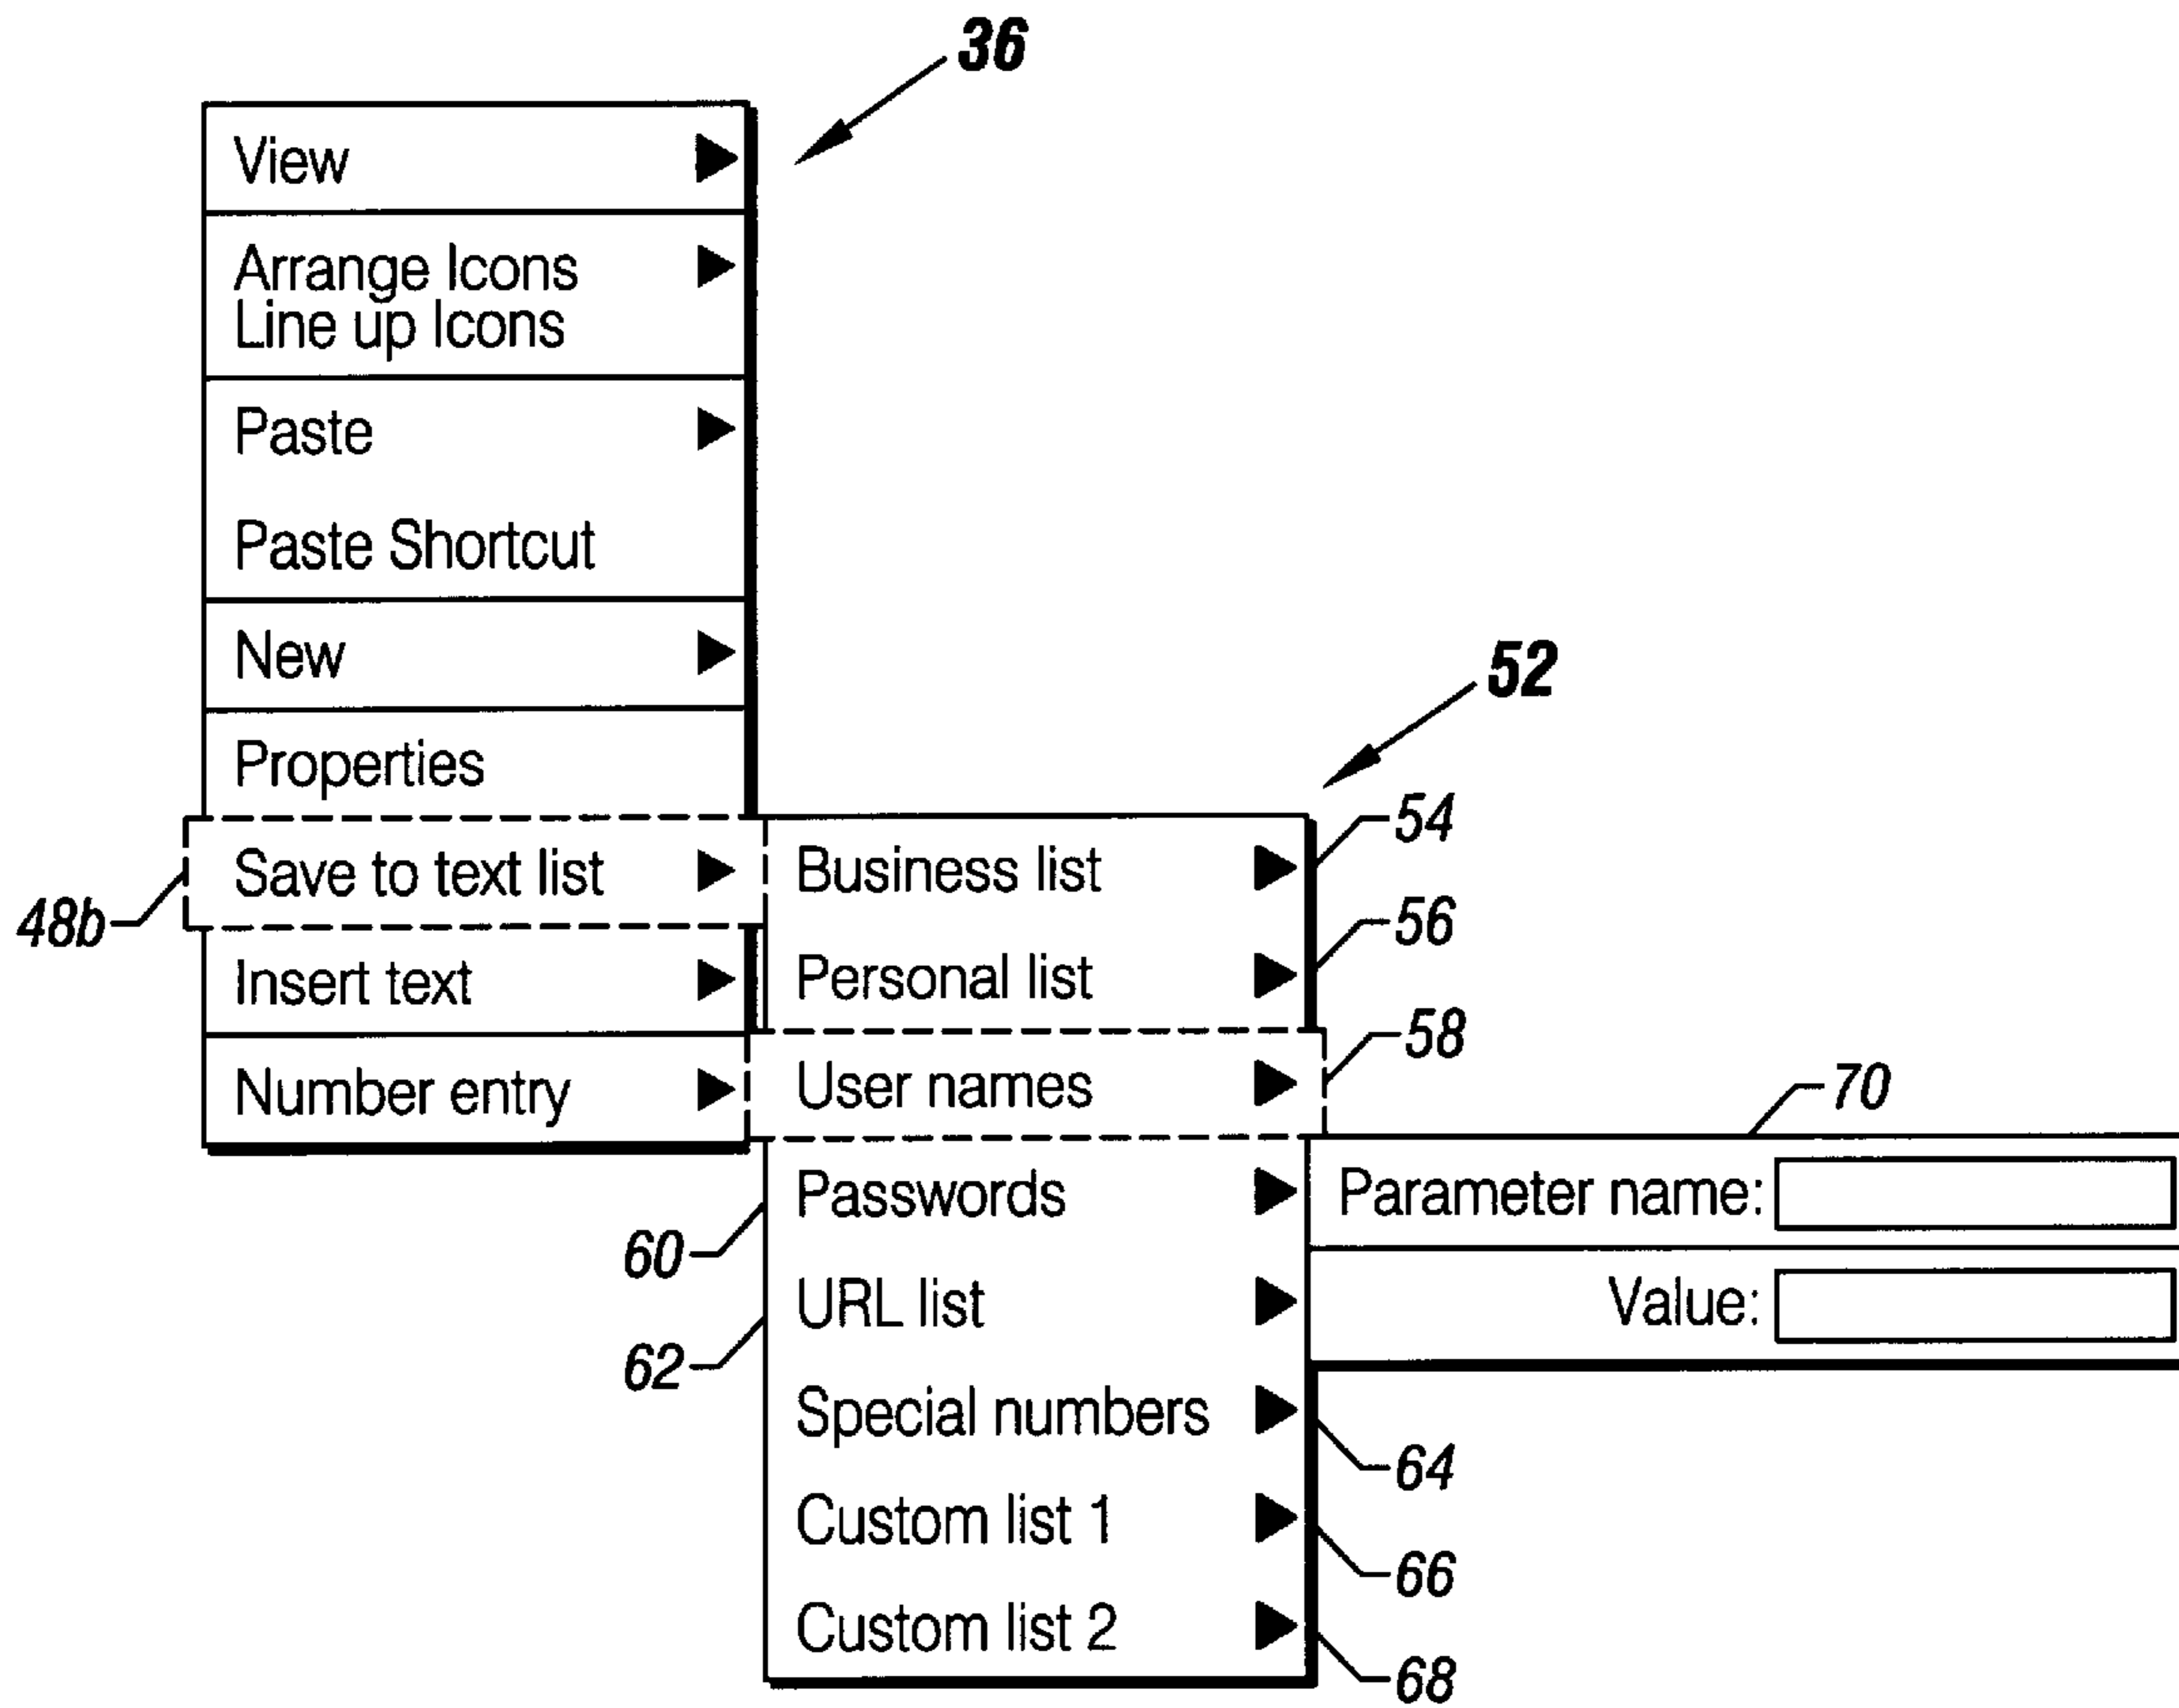 36
View
Arrange Icons
Line up Icons
Paste
Paste Shortcut
New
Properties
Save to text list
Insert text
Number entry
48b
52
Business list
54
Personal list
56
User names
58
Passwords
60
URL list
62
Special numbers
64
Custom list 1
66
Custom list 2
68
70
Parameter name:
Value: